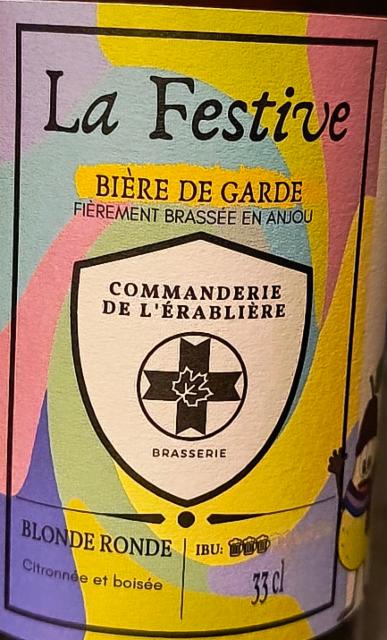 La Festive
BIÈRE DE GARDE
FIÈREMENT BRASSÉE EN ANJOU
COMMANDERIE
DE L'ÉRABLIÈRE
BRASSERIE
BLONDE RONDE
Citronnée et boisée
IBU:
33 cl